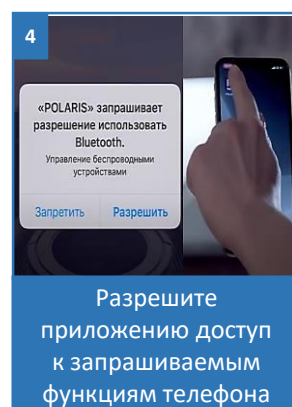 4
«POLARIS» запрашивает
разрешение использовать
Bluetooth.
Управление беспроводными
устройствами
Запретить Разрешить
Разрешите
приложению доступ
к запрашиваемым
функциям телефона